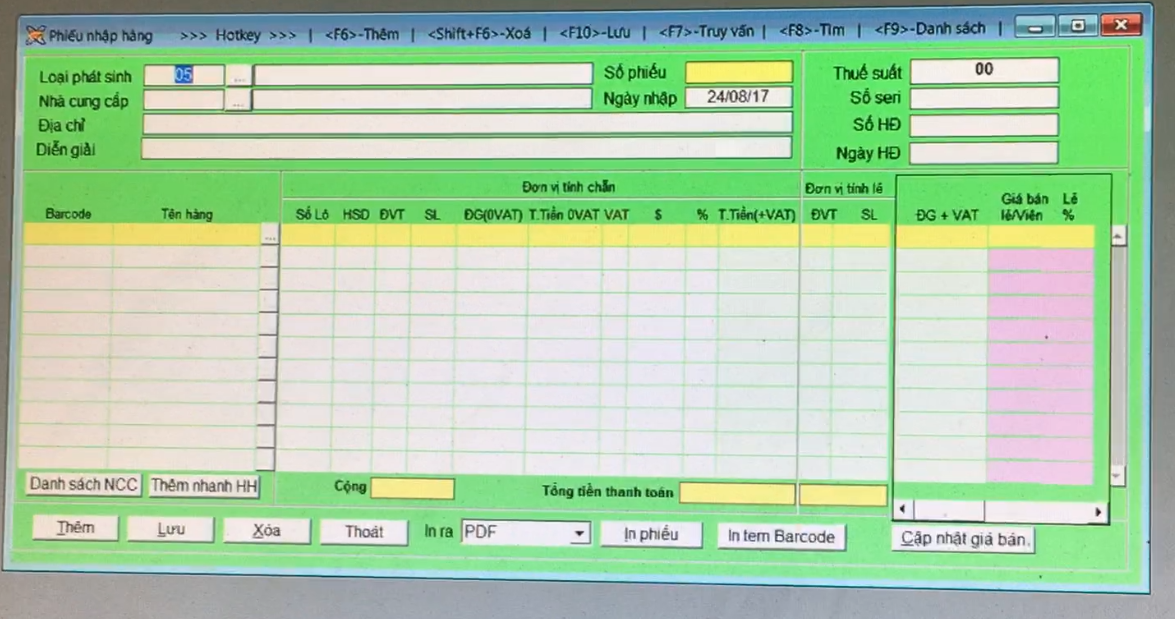 Phiếu nhập hàng >>> Hotkey >>> | <F6>-Thêm | <Shift+F6>-Xoá | <F10>-Lưu | <F7>-Truy vấn | <F8>-Tìm | <F9>-Danh sách |
Loại phát sinh 05 ... Số phiếu Thuế suất 00
Nhà cung cấp ... Ngày nhập 24/08/17 Số seri
Địa chỉ Số HĐ
Diễn giải Ngày HĐ
Đơn vị tính chẵn Đơn vị tính lẻ
Giá bán Lẻ
Barcode Tên hàng Số Lô HSD ĐVT SL ĐG(0VAT) T.Tiền 0VAT VAT $ % T.Tiền(+VAT) ĐVT SL ĐG + VAT lẻ/Viên %
...
Danh sách NCC Thêm nhanh HH Cộng Tổng tiền thanh toán
Thêm Lưu Xóa Thoát In ra PDF In phiếu In tem Barcode Cập nhật giá bán.